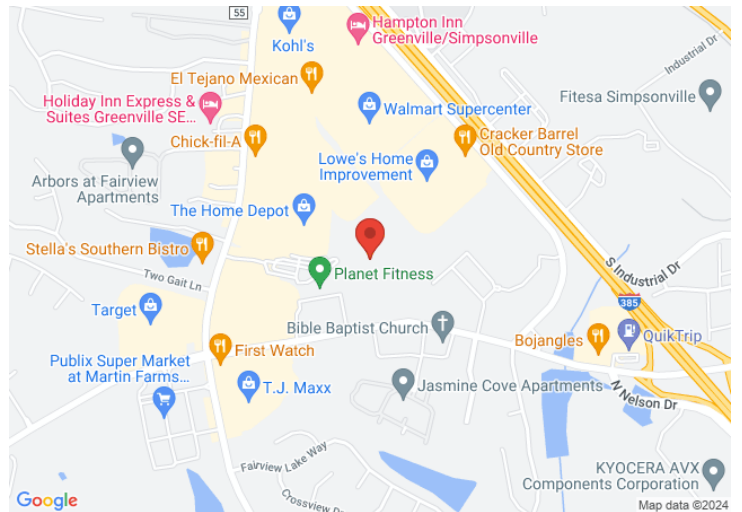 55
Kohl's
Hampton Inn
Greenville/Simpsonville
Industrial Dr
El Tejano Mexican
Holiday Inn Express &
Suites Greenville SE...
Walmart Supercenter
Fitesa Simpsonville
Chick-fil-A
Cracker Barrel
Old Country Store
Lowe's Home
Improvement
Arbors at Fairview
Apartments
The Home Depot
Stella's Southern Bistro
S Industrial Dr
Two Gait Ln
Planet Fitness
385
Target
Bible Baptist Church
Bojangles
QuikTrip
First Watch
Publix Super Market
at Martin Farms...
T.J. Maxx
Jasmine Cove Apartments
N Nelson Dr
Fairview Lake Way
KYOCERA AVX
Components Corporation
Crossview Dr
Google
Map data ©2024